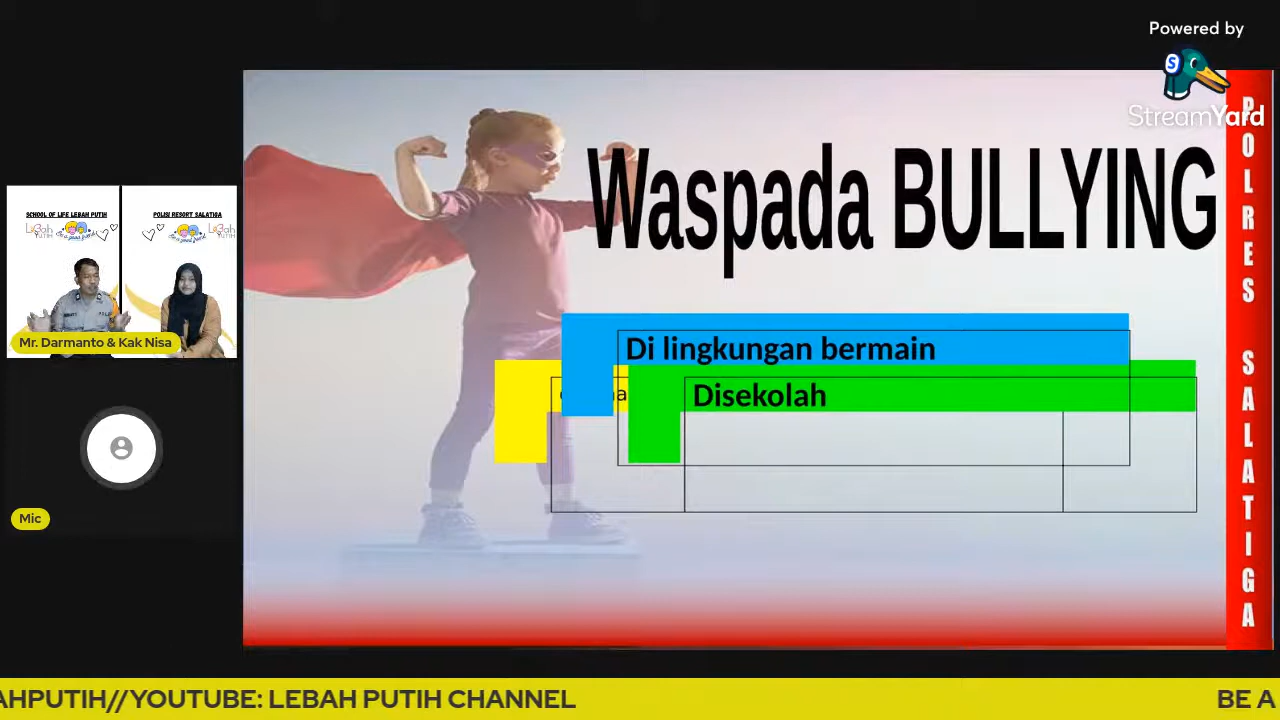 Powered by
StreamYard
SCHOOL OF LIFE LEBAH PUTIH
POLISI RESORT SALATIGA
Mr. Darmanto & Kak Nisa
Mic
Waspada BULLYING
Di lingkungan bermain
Disekolah
POLRES SALATIGA
AHPUTIH//YOUTUBE: LEBAH PUTIH CHANNEL
BE A